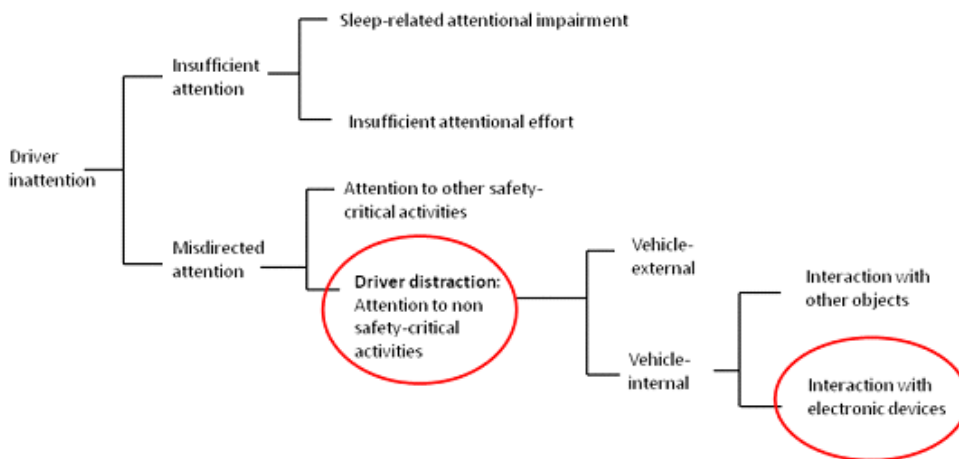 Sleep-related attentional impairment
Insufficient
attention
Insufficient attentional effort
Driver
inattention
Attention to other safety-
critical activities
Misdirected
attention
Driver distraction:
Attention to non
safety-critical
activities
Vehicle-
external
Interaction with
other objects
Vehicle-
internal
Interaction with
electronic devices